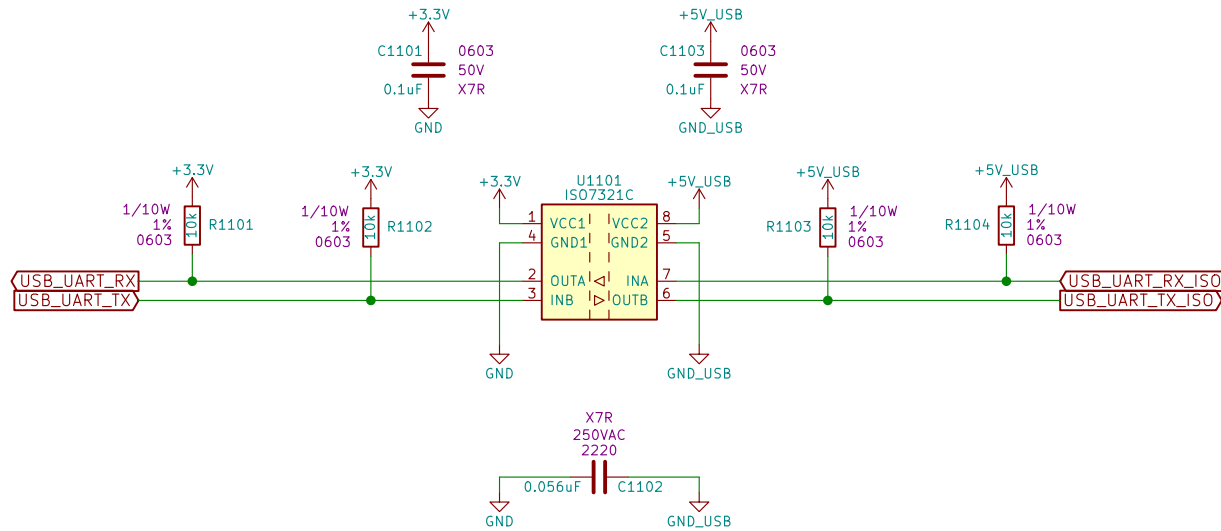 +3.3V
C1101
0603
50V
0.1uF
X7R
GND
+5V_USB
C1103
0603
50V
0.1uF
X7R
GND_USB
+3.3V
1/10W
1%
0603
10k
R1101
+3.3V
1/10W
1%
0603
10k
R1102
+3.3V
U1101
ISO7321C
+5V_USB
1 VCC1 VCC2 8
4 GND1 GND2 5
2 OUTA INA 7
3 INB OUTB 6
+5V_USB
R1103
10k
1/10W
1%
0603
+5V_USB
R1104
10k
1/10W
1%
0603
USB_UART_RX
USB_UART_TX
USB_UART_RX_ISO
USB_UART_TX_ISO
GND
GND_USB
X7R
250VAC
2220
0.056uF
C1102
GND
GND_USB